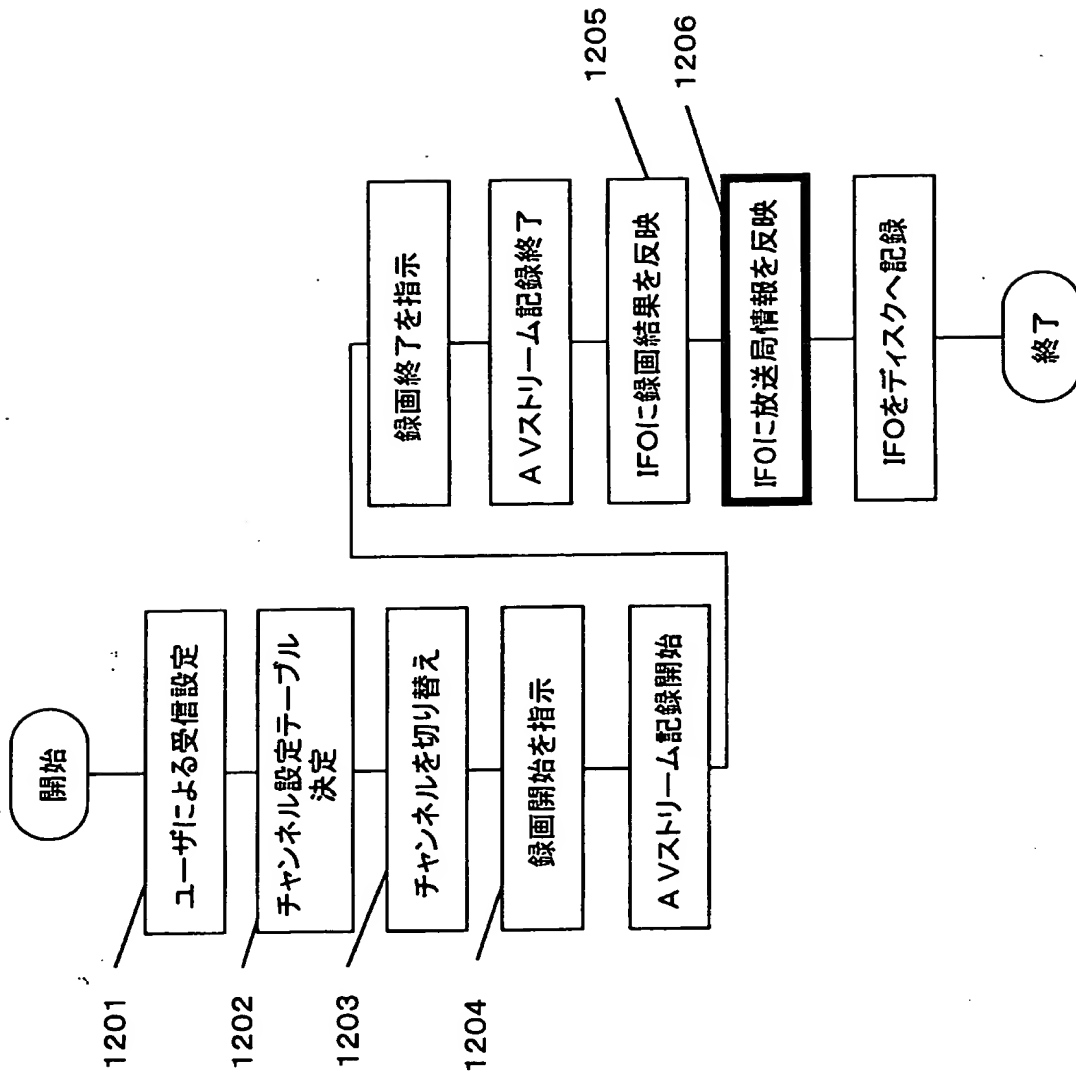 開始
1201
ユーザによる受信設定
1202
チャンネル設定テーブル
決定
1203
チャンネルを切り替え
1204
録画開始を指示
AVストリーム記録開始
録画終了を指示
AVストリーム記録終了
1205
IFOに録画結果を反映
1206
IFOに放送局情報を反映
IFOをディスクへ記録
終了